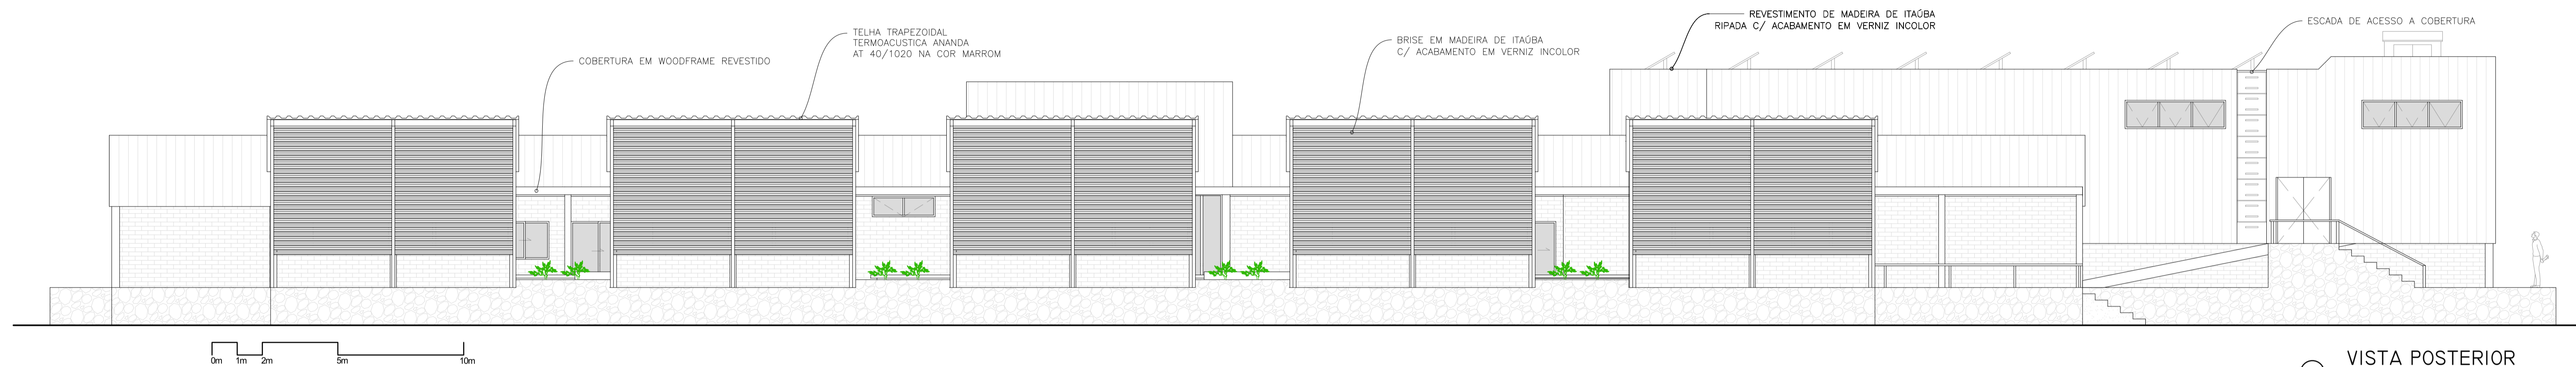 REVESTIMENTO DE MADEIRA DE ITAÚBA
RIPADA C/ ACABAMENTO EM VERNIZ INCOLOR
ESCADA DE ACESSO A COBERTURA
TELHA TRAPEZOIDAL
TERMOACUSTICA ANANDA
AT 40/1020 NA COR MARROM
BRISE EM MADEIRA DE ITAÚBA
C/ ACABAMENTO EM VERNIZ INCOLOR
COBERTURA EM WOODFRAME REVESTIDO
0m 1m 2m 5m 10m
VISTA POSTERIOR